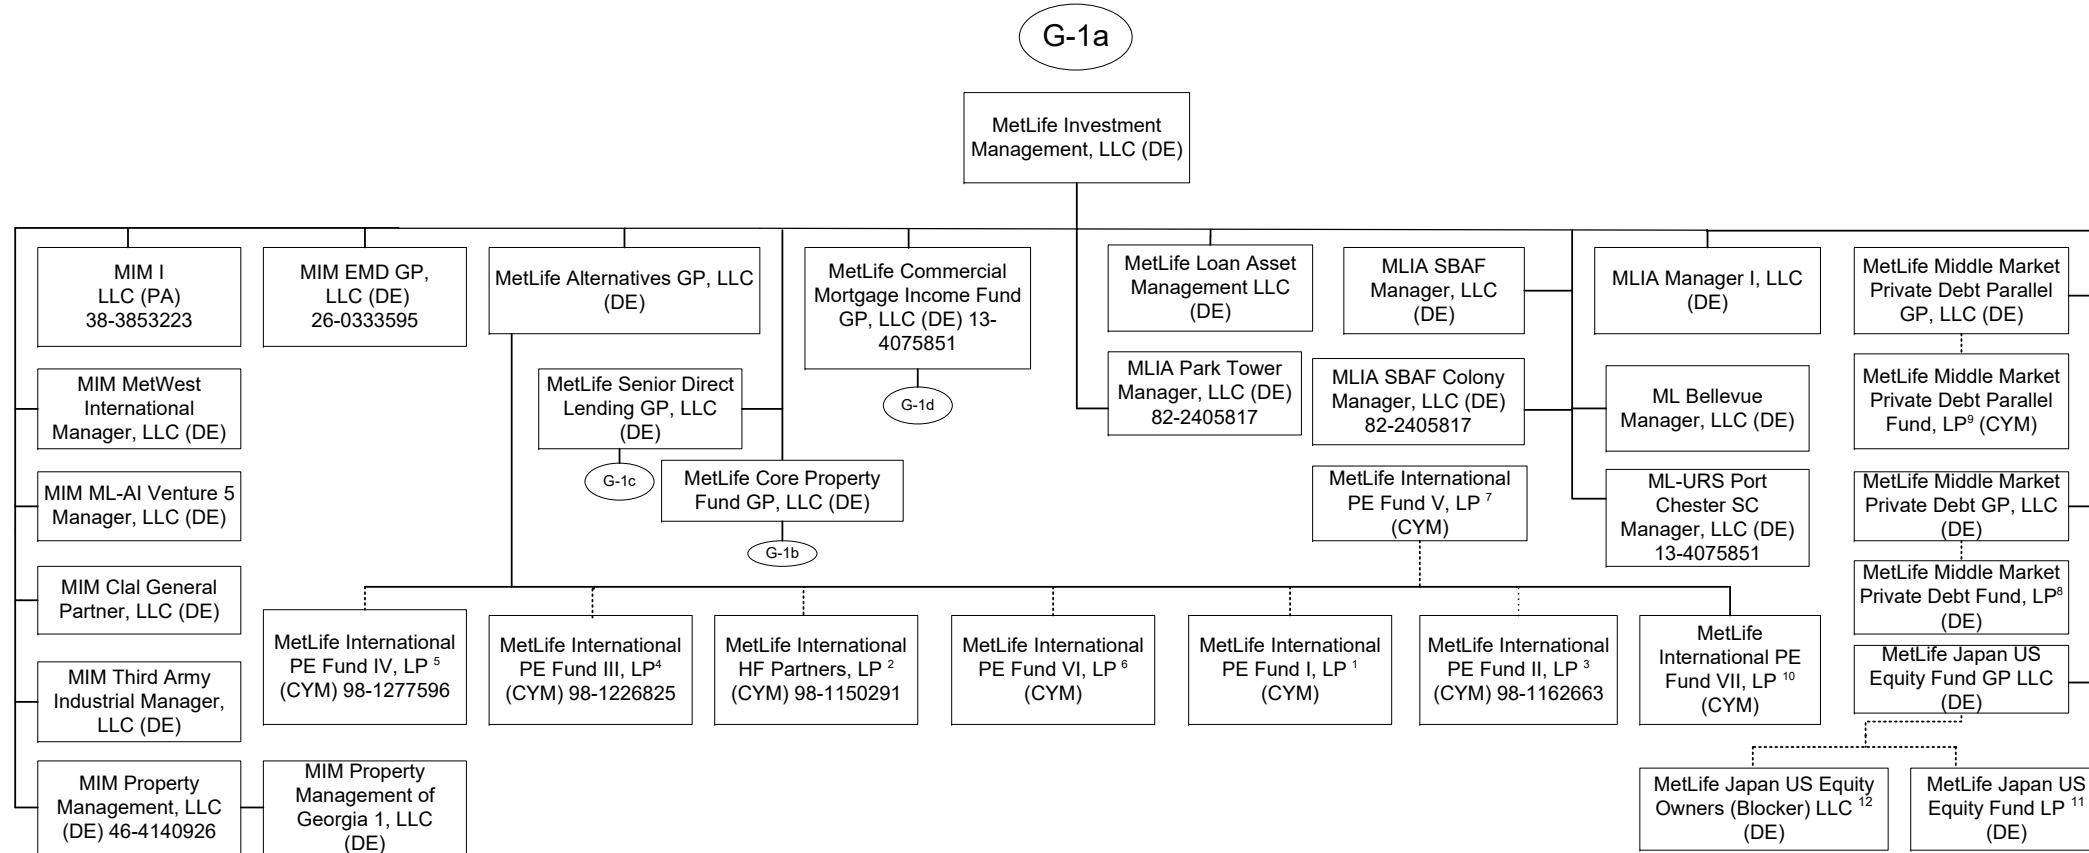 G-1a
MetLife Investment
Management, LLC (DE)
MIM I
LLC (PA)
38-3853223
MIM EMD GP,
LLC (DE)
26-0333595
MetLife Alternatives GP, LLC
(DE)
MetLife Commercial
Mortgage Income Fund
GP, LLC (DE) 13-
4075851
MetLife Loan Asset
Management LLC
(DE)
MLIA SBAF
Manager, LLC
(DE)
MLIA Manager I, LLC
(DE)
MetLife Middle Market
Private Debt Parallel
GP, LLC (DE)
MIM MetWest
International
Manager, LLC (DE)
MetLife Senior Direct
Lending GP, LLC
(DE)
G-1d
MLIA Park Tower
Manager, LLC (DE)
82-2405817
MLIA SBAF Colony
Manager, LLC (DE)
82-2405817
ML Bellevue
Manager, LLC (DE)
MetLife Middle Market
Private Debt Parallel
Fund, LP⁹ (CYM)
MIM ML-AI Venture 5
Manager, LLC (DE)
G-1c
MetLife Core Property
Fund GP, LLC (DE)
G-1b
MetLife International
PE Fund V, LP ⁷
(CYM)
ML-URS Port
Chester SC
Manager, LLC (DE)
13-4075851
MetLife Middle Market
Private Debt GP, LLC
(DE)
MIM Clal General
Partner, LLC (DE)
MetLife Middle Market
Private Debt Fund, LP⁸
(DE)
MetLife International
PE Fund IV, LP ⁵
(CYM) 98-1277596
MetLife International
PE Fund III, LP⁴
(CYM) 98-1226825
MetLife International
HF Partners, LP ²
(CYM) 98-1150291
MetLife International
PE Fund VI, LP ⁶
(CYM)
MetLife International
PE Fund I, LP ¹
(CYM)
MetLife International
PE Fund II, LP ³
(CYM) 98-1162663
MetLife
International PE
Fund VII, LP ¹⁰
(CYM)
MetLife Japan US
Equity Fund GP LLC
(DE)
MIM Third Army
Industrial Manager,
LLC (DE)
MIM Property
Management, LLC
(DE) 46-4140926
MIM Property
Management of
Georgia 1, LLC
(DE)
MetLife Japan US Equity
Owners (Blocker) LLC ¹²
(DE)
MetLife Japan US
Equity Fund LP ¹¹
(DE)